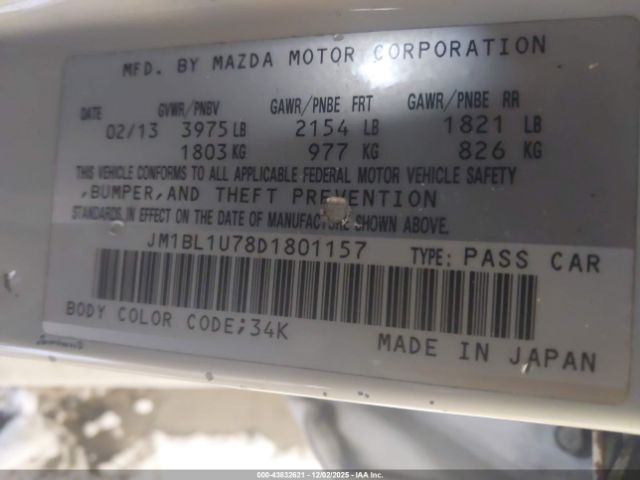 MFD. BY MAZDA MOTOR CORPORATION
DATE GVWR/PNBV GAWR/PNBE FRT GAWR/PNBE RR
02/13 3975 LB 2154 LB 1821 LB
1803 KG 977 KG 826 KG
THIS VEHICLE CONFORMS TO ALL APPLICABLE FEDERAL MOTOR VEHICLE SAFETY
,BUMPER,AND THEFT PREVENTION
STANDARDS IN EFFECT ON THE DATE OF MANUFACTURE SHOWN ABOVE.
JM1BL1U78D1801157 TYPE: PASS CAR
BODY COLOR CODE;34K
MADE IN JAPAN
000-43832621 - 12/02/2025 - IAA Inc.